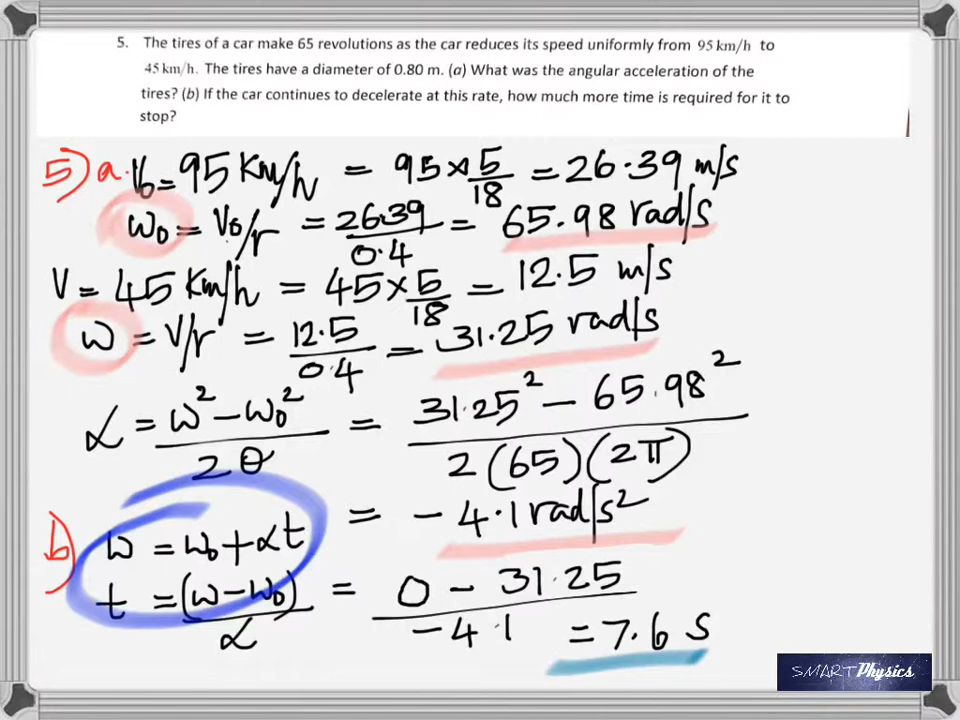 5. The tires of a car make 65 revolutions as the car reduces its speed uniformly from 95 km/h to
45 km/h. The tires have a diameter of 0.80 m. (a) What was the angular acceleration of the
tires? (b) If the car continues to decelerate at this rate, how much more time is required for it to
stop?
5) a. V0 = 95 Km/h = 95 × 5/18 = 26.39 m/s
ω0 = V0/r = 26.39/0.4 = 65.98 rad/s
V = 45 Km/h = 45 × 5/18 = 12.5 m/s
ω = V/r = 12.5/0.4 = 31.25 rad/s
α = ω² – ω0² / 2θ = 31.25² – 65.98² / 2(65)(2π)
= – 4.1 rad/s²
b) ω = ω0 + αt
t = (ω – ω0)/α = 0 – 31.25 / –4.1 = 7.6 s
SMART Physics